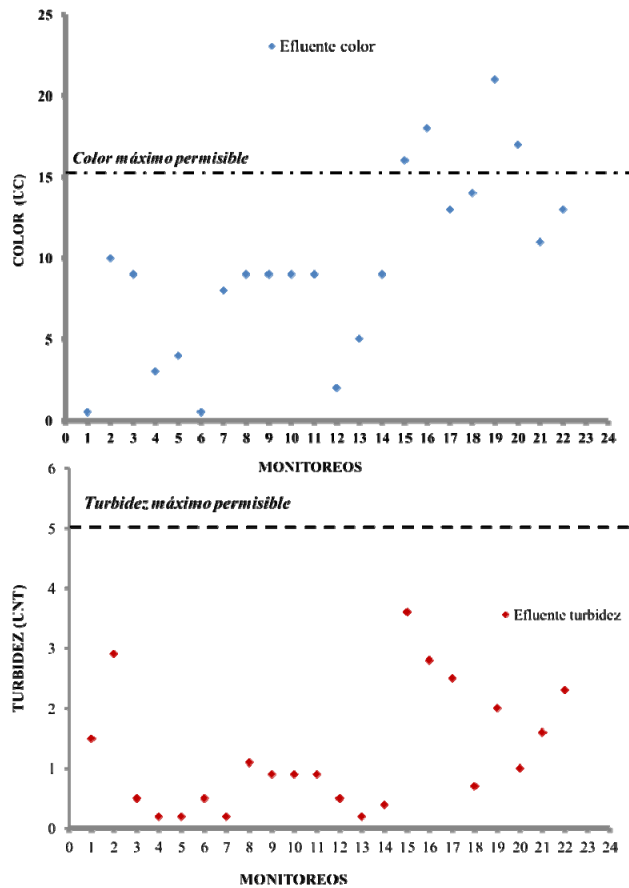 Efluente color
25
20
Color máximo permisible
15
10
5
0
COLOR (UC)
0 1 2 3 4 5 6 7 8 9 10 11 12 13 14 15 16 17 18 19 20 21 22 23 24
MONITOREOS
6
Turbidez máximo permisible
5
4
Efluente turbidez
3
2
1
0
TURBIDEZ (UNT)
0 1 2 3 4 5 6 7 8 9 10 11 12 13 14 15 16 17 18 19 20 21 22 23 24
MONITOREOS